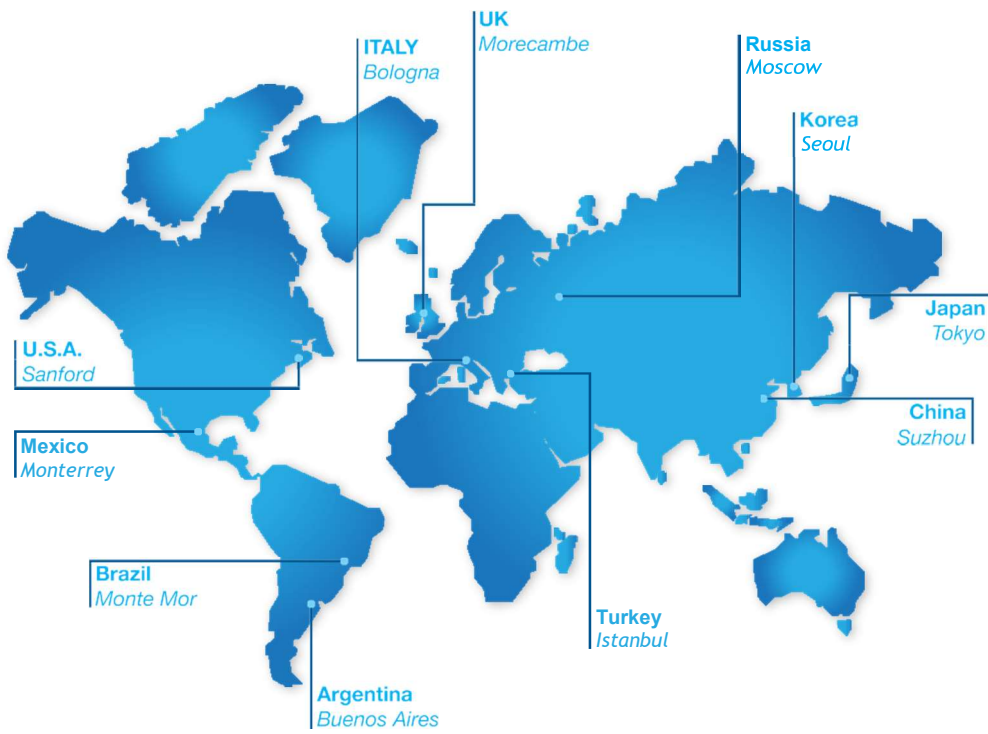 UK
Morecambe
ITALY
Bologna
Russia
Moscow
Korea
Seoul
Japan
Tokyo
U.S.A.
Sanford
China
Suzhou
Mexico
Monterrey
Brazil
Monte Mor
Turkey
Istanbul
Argentina
Buenos Aires